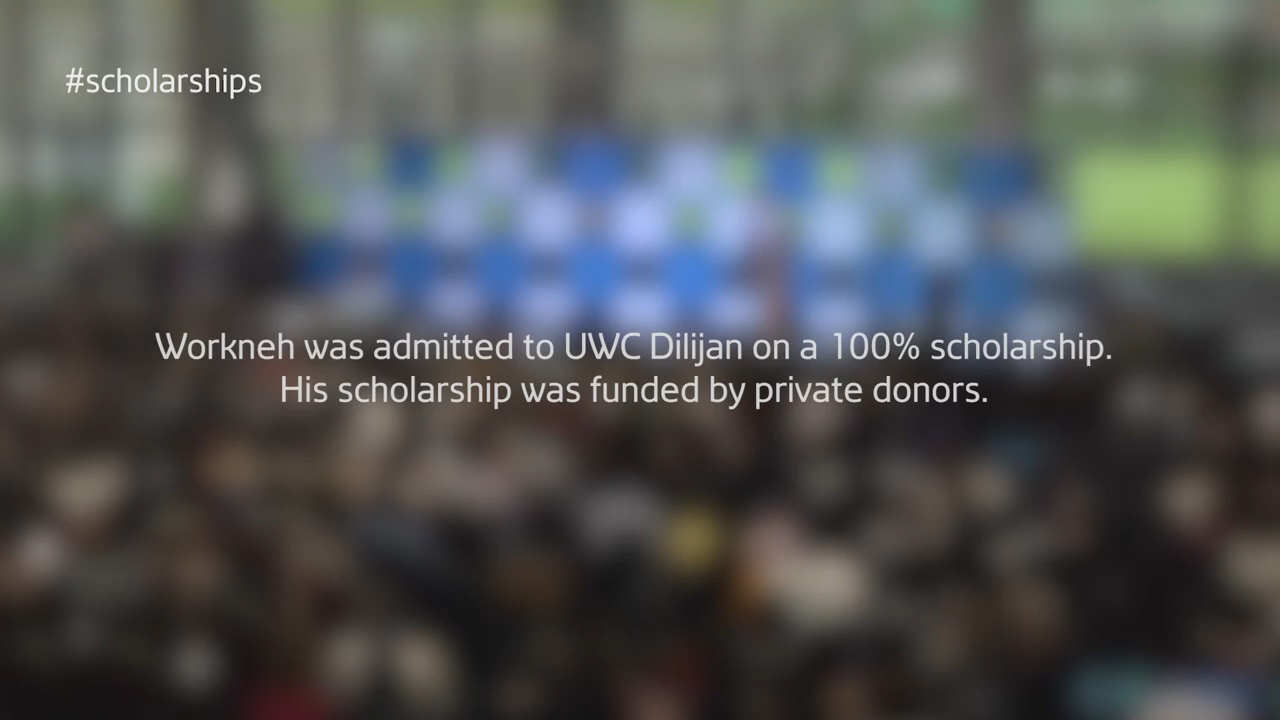 #scholarships
Workneh was admitted to UWC Dilijan on a 100% scholarship.
His scholarship was funded by private donors.